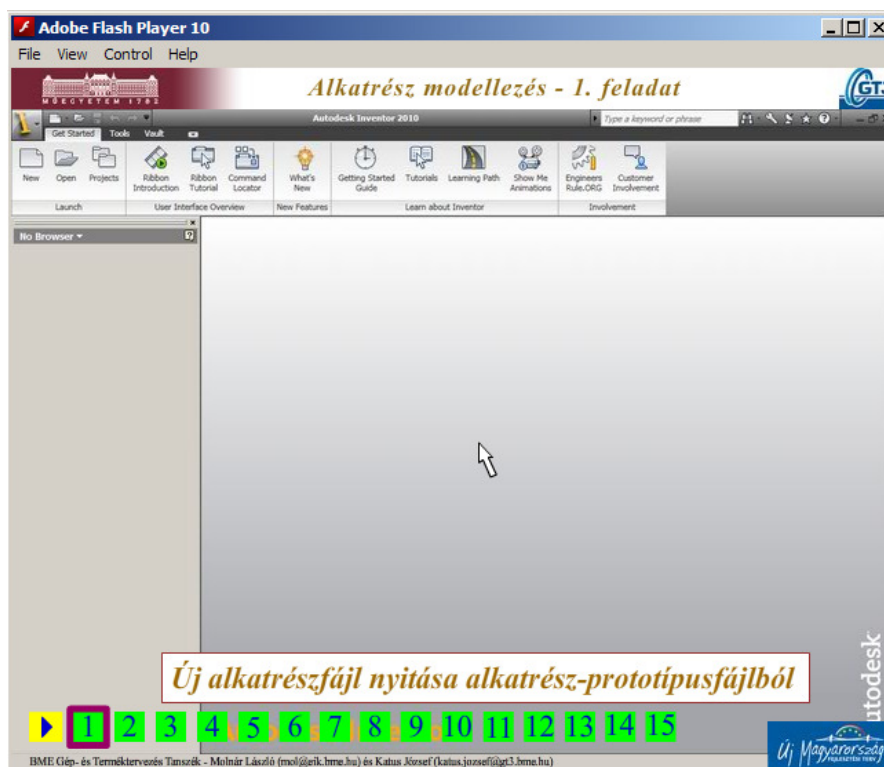 Adobe Flash Player 10
File View Control Help
MŰEGYETEM 1782
Alkatrész modellezés - 1. feladat
GT3
Autodesk Inventor 2010
Type a keyword or phrase
Get Started Tools Vault
New Open Projects Ribbon Introduction Ribbon Tutorial Command Locator What's New Getting Started Guide Tutorials Learning Path Show Me Animations Engineers Rule.ORG Customer Involvement
Launch User Interface Overview New Features Learn about Inventor Involvement
No Browser
Új alkatrészfájl nyitása alkatrész-prototípusfájlból
utodesk
1 2 3 4 5 6 7 8 9 10 11 12 13 14 15
Új Magyarország
FEJLESZTÉSI TERV
BME Gép- és Terméktervezés Tanszék - Molnár László (mol@eik.bme.hu) és Katus József (katus.jozsef@gt3.bme.hu)